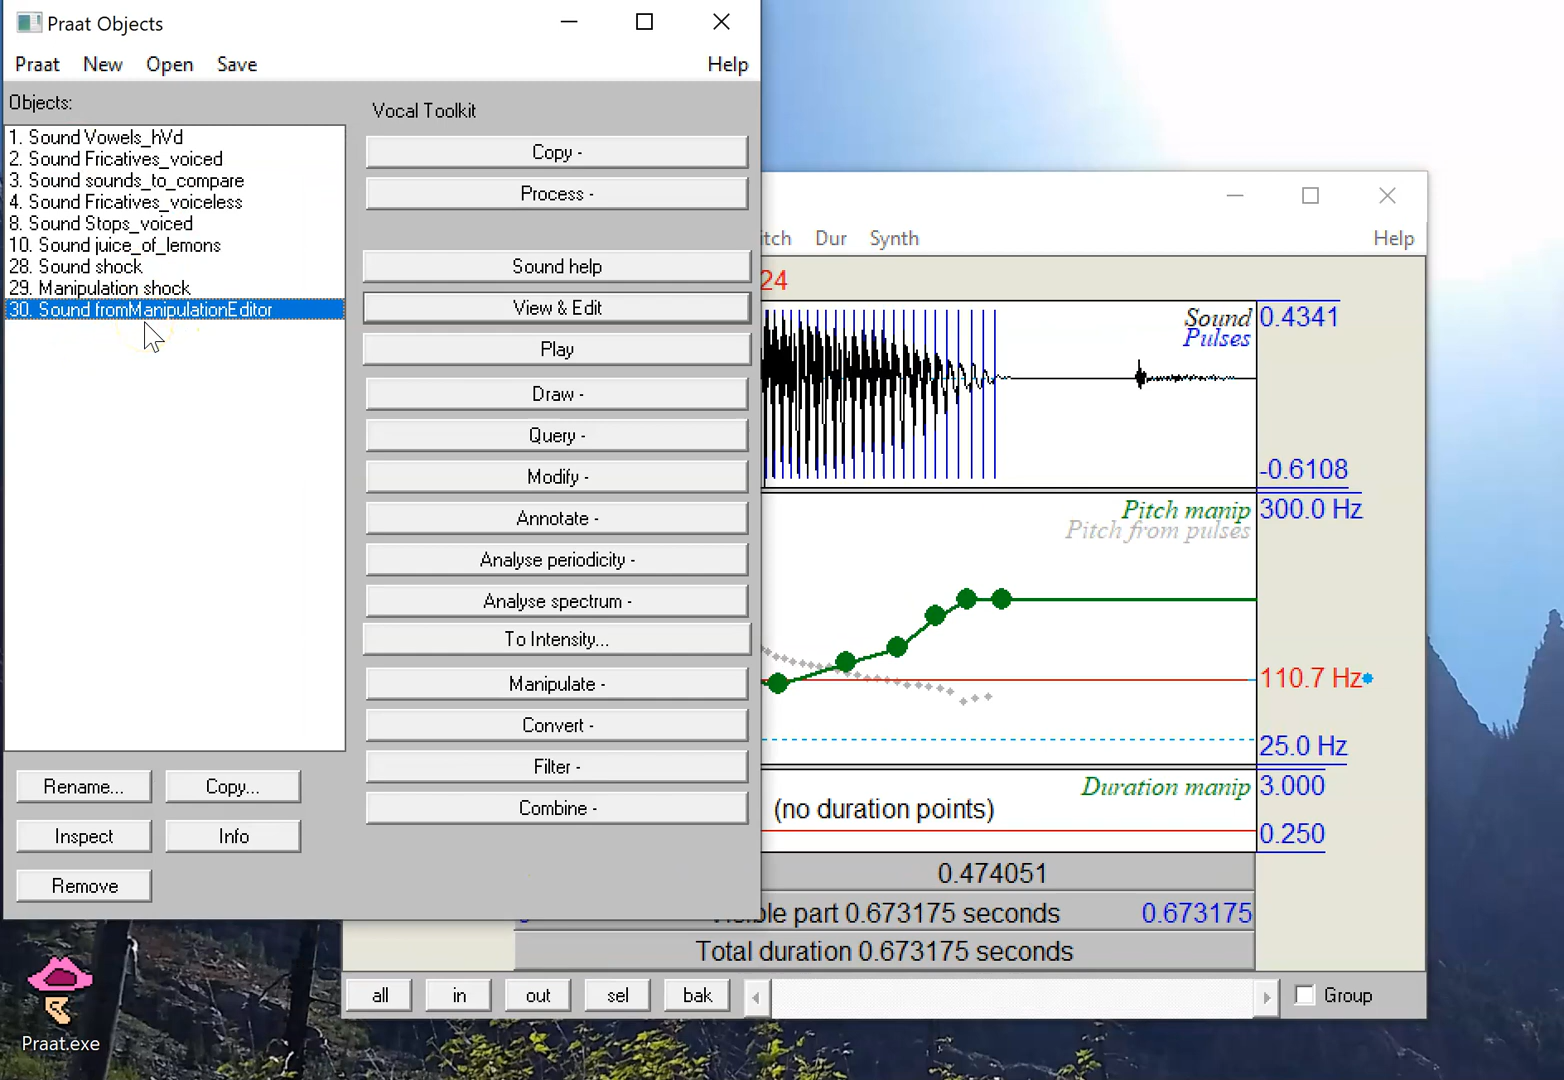 Praat Objects
Praat New Open Save Help
Objects:
1. Sound Vowels_hVd
2. Sound Fricatives_voiced
3. Sound sounds_to_compare
4. Sound Fricatives_voiceless
8. Sound Stops_voiced
10. Sound juice_of_lemons
28. Sound shock
29. Manipulation shock
30. Sound fromManipulationEditor
Rename... Copy...
Inspect Info
Remove
Vocal Toolkit
Copy -
Process -
Sound help
View & Edit
Play
Draw -
Query -
Modify -
Annotate -
Analyse periodicity -
Analyse spectrum -
To Intensity...
Manipulate -
Convert -
Filter -
Combine -
itch Dur Synth Help
24
Sound 0.4341
Pulses
-0.6108
Pitch manip 300.0 Hz
Pitch from pulses
110.7 Hz
25.0 Hz
Duration manip 3.000
(no duration points)
0.250
0.474051
part 0.673175 seconds 0.673175
Total duration 0.673175 seconds
all in out sel bak Group
Praat.exe